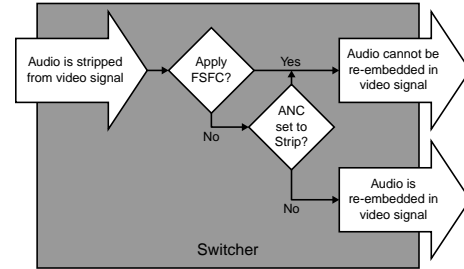 Audio is stripped
from video signal
Apply
FSFC?
Yes
Audio cannot be
re-embedded in
video signal
No
ANC
set to
Strip?
No
Audio is
re-embedded in
video signal
Switcher